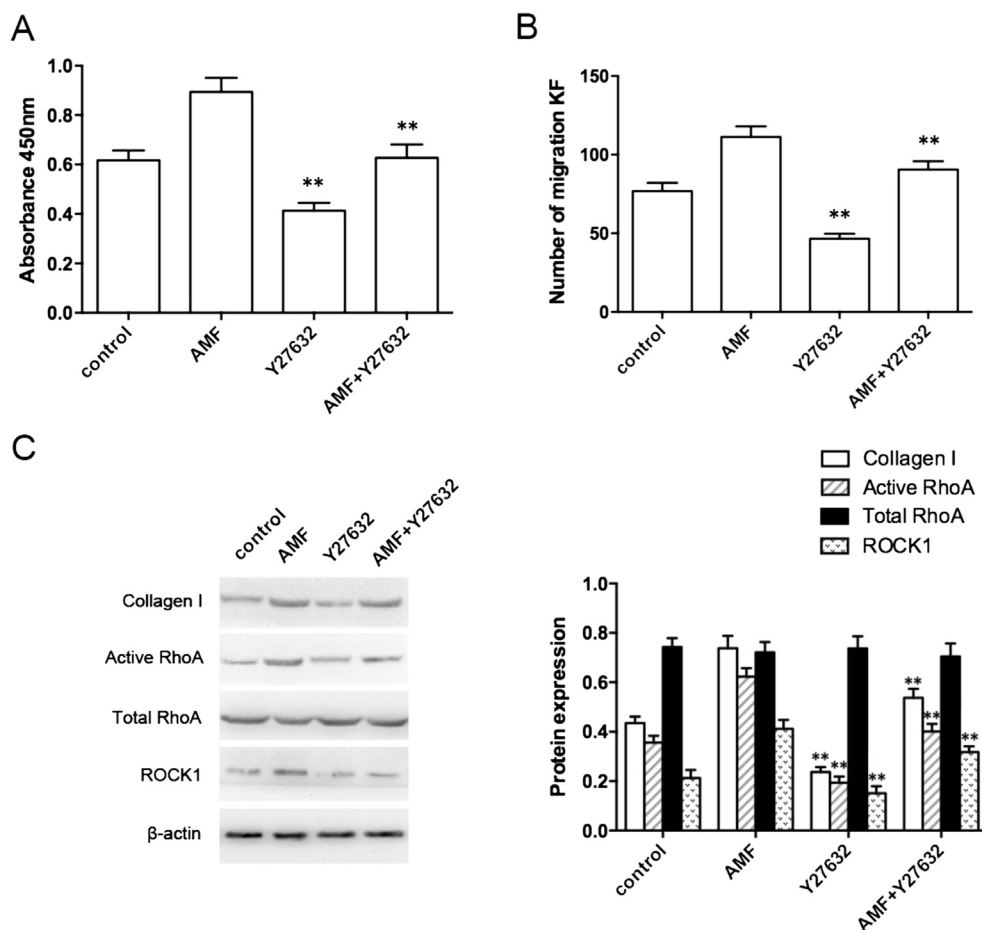 A
Absorbance 450nm
1.0
0.8
0.6
0.4
0.2
0.0
**
**
control
AMF
Y27632
AMF+Y27632
B
Number of migration KF
150
100
50
0
**
**
control
AMF
Y27632
AMF+Y27632
C
control
AMF
Y27632
AMF+Y27632
Collagen I
Active RhoA
Total RhoA
ROCK1
β-actin
Collagen I
Active RhoA
Total RhoA
ROCK1
Protein expression
1.0
0.8
0.6
0.4
0.2
0.0
** ** **
** ** **
control
AMF
Y27632
AMF+Y27632